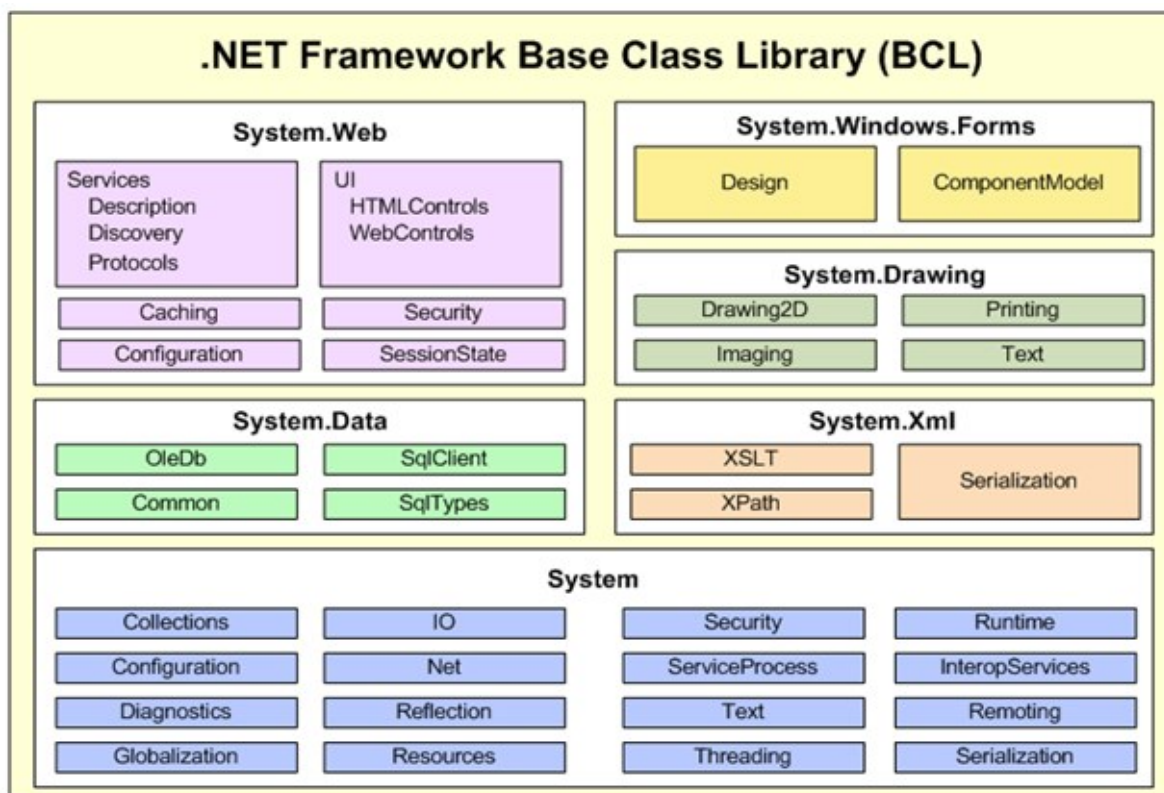 .NET Framework Base Class Library (BCL)
System.Web
Services
Description
Discovery
Protocols
UI
HTMLControls
WebControls
Caching
Security
Configuration
SessionState
System.Windows.Forms
Design
ComponentModel
System.Drawing
Drawing2D
Printing
Imaging
Text
System.Data
OleDb
SqlClient
Common
SqlTypes
System.Xml
XSLT
XPath
Serialization
System
Collections
IO
Security
Runtime
Configuration
Net
ServiceProcess
InteropServices
Diagnostics
Reflection
Text
Remoting
Globalization
Resources
Threading
Serialization